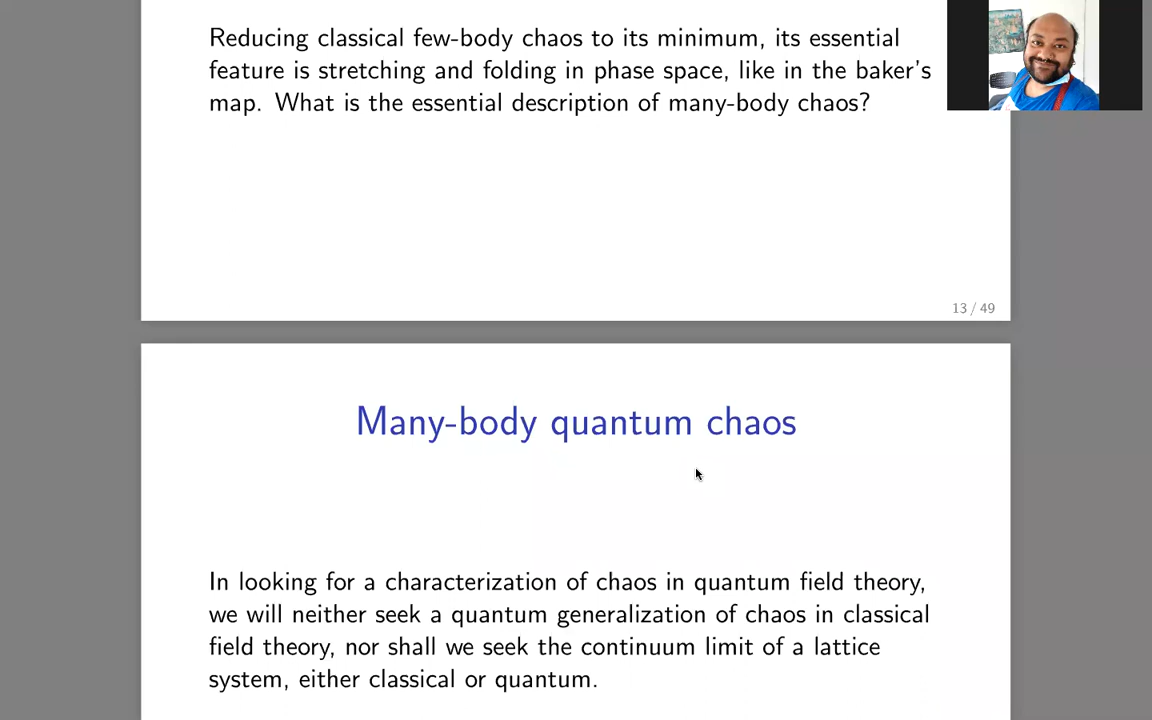 Reducing classical few-body chaos to its minimum, its essential
feature is stretching and folding in phase space, like in the baker's
map. What is the essential description of many-body chaos?
13 / 49
Many-body quantum chaos
In looking for a characterization of chaos in quantum field theory,
we will neither seek a quantum generalization of chaos in classical
field theory, nor shall we seek the continuum limit of a lattice
system, either classical or quantum.